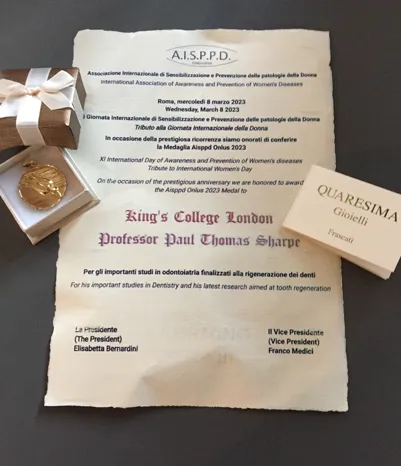 A.I.S.P.P.D.
Associazione Internazionale di Sensibilizzazione e Prevenzione delle patologie della Donna
International Association of Awareness and Prevention of Women's Diseases
Roma, mercoledì 8 marzo 2023
Wednesday, March 8 2023
I Giornata Internazionale di Sensibilizzazione e Prevenzione delle patologie della Donna
Tributo alla Giornata Internazionale della Donna
In occasione della prestigiosa ricorrenza siamo onorati di conferire
la Medaglia Aisppd Onlus 2023
XI International Day of Awareness and Prevention of Women's diseases
Tribute to International Women's Day
On the occasion of the prestigious anniversary we are honored to award
the Aisppd Onlus 2023 Medal to
King's College London
Professor Paul Thomas Sharpe
Per gli importanti studi in odontoiatria finalizzati alla rigenerazione dei denti
For his important studies in Dentistry and his latest research aimed at tooth regeneration
La Presidente
(The President)
Elisabetta Bernardini
Il Vice Presidente
(Vice President)
Franco Medici
QUARESIMA
Gioielli
Frascati